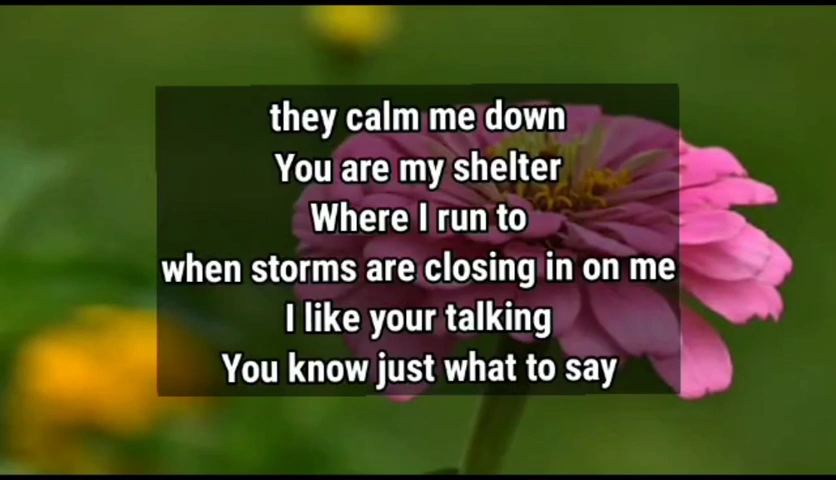 they calm me down
You are my shelter
Where I run to
when storms are closing in on me
I like your talking
You know just what to say